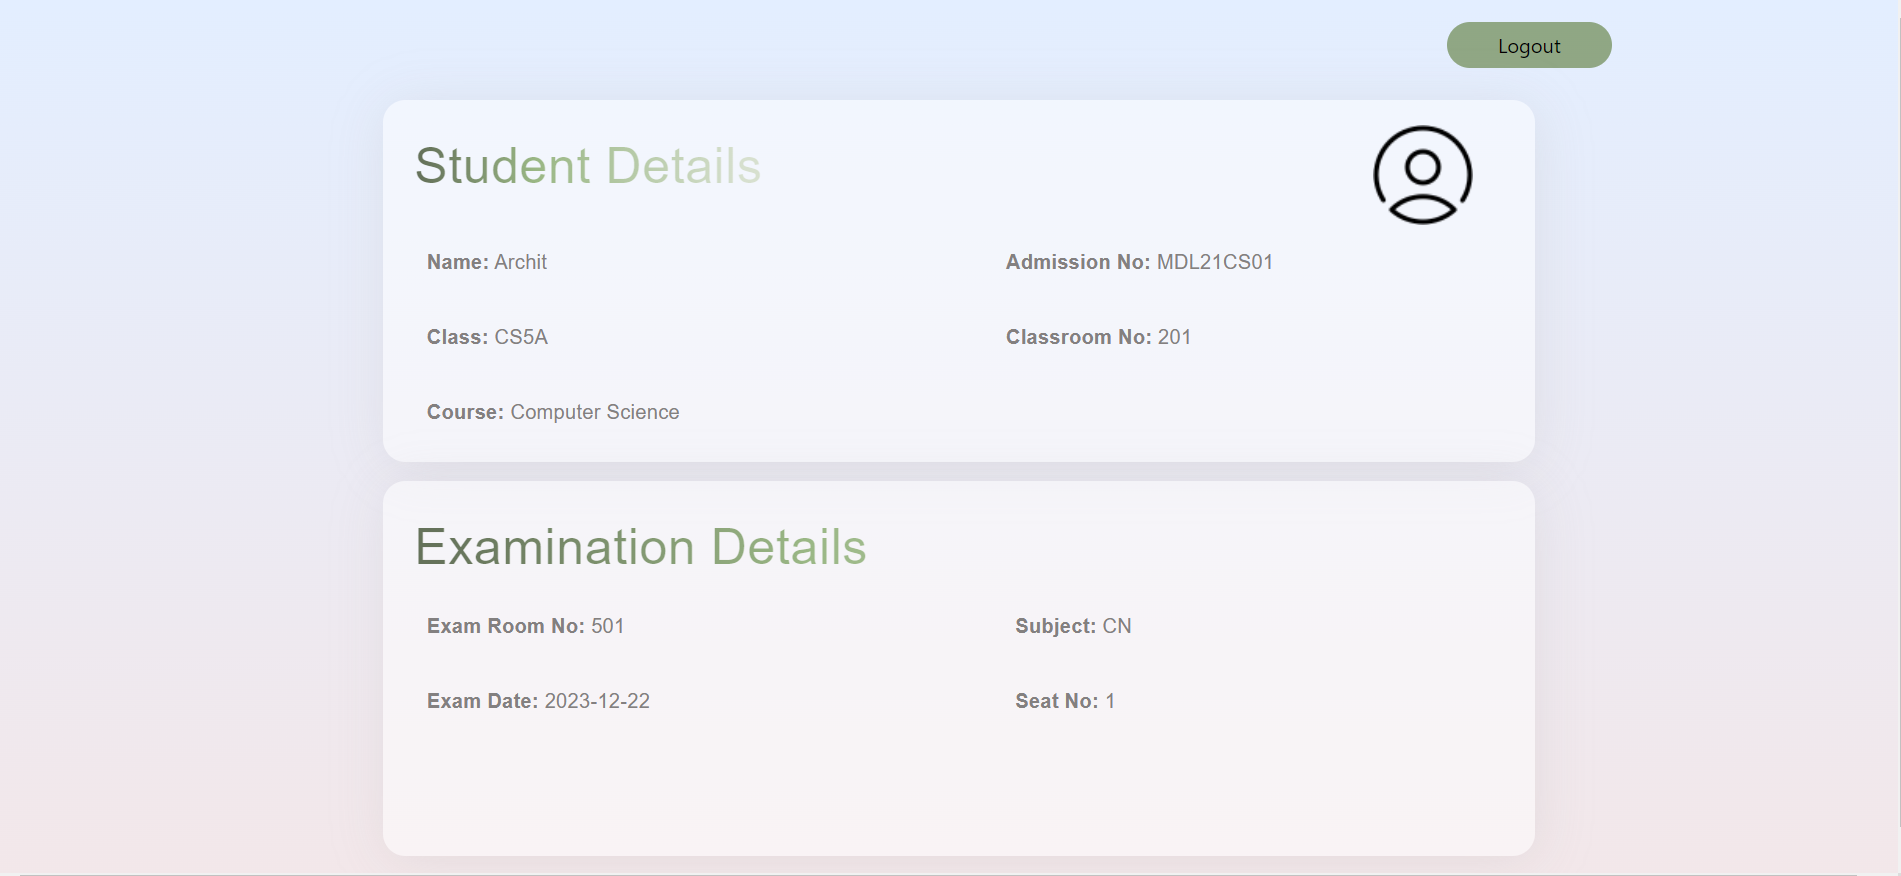 Logout
Student Details
Name: Archit
Admission No: MDL21CS01
Class: CS5A
Classroom No: 201
Course: Computer Science
Examination Details
Exam Room No: 501
Subject: CN
Exam Date: 2023-12-22
Seat No: 1